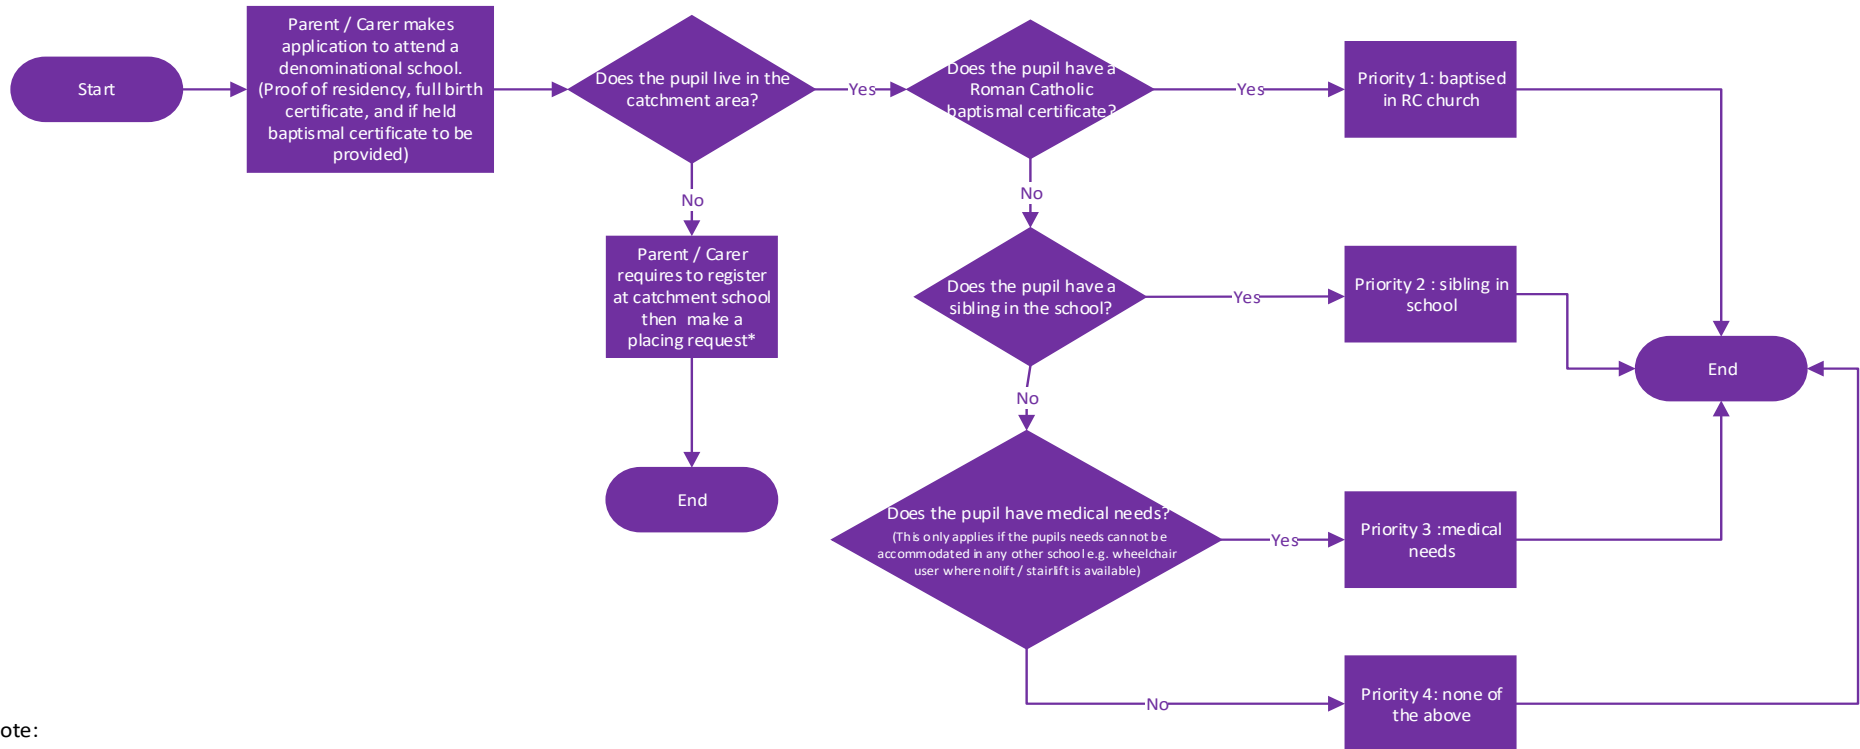 Start
Parent / Carer makes
application to attend a
denominational school.
(Proof of residency, full birth
certificate, and if held
baptismal certificate to be
provided)
Does the pupil live in the
catchment area?
Yes
Does the pupil have a
Roman Catholic
baptismal certificate?
Yes
Priority 1: baptised
in RC church
No
Parent / Carer
requires to register
at catchment school
then make a
placing request*
End
No
Does the pupil have a
sibling in the school?
Yes
Priority 2 : sibling in
school
End
No
Does the pupil have medical needs?
(This only applies if the pupils needs cannot be
accommodated in any other school e.g. wheelchair
user where no lift / stairlift is available)
Yes
Priority 3 :medical
needs
No
Priority 4: none of
the above
ote: